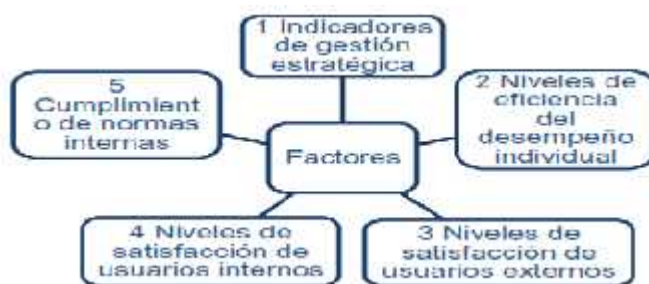 1 Indicadores
de gestión
estratégica
2 Niveles de
eficiencia
del
desempeño
individual
3 Niveles de
satisfacción de
usuarios externos
4 Niveles de
satisfacción de
usuarios internos
5
Cumplimient
o de normas
internas
Factores